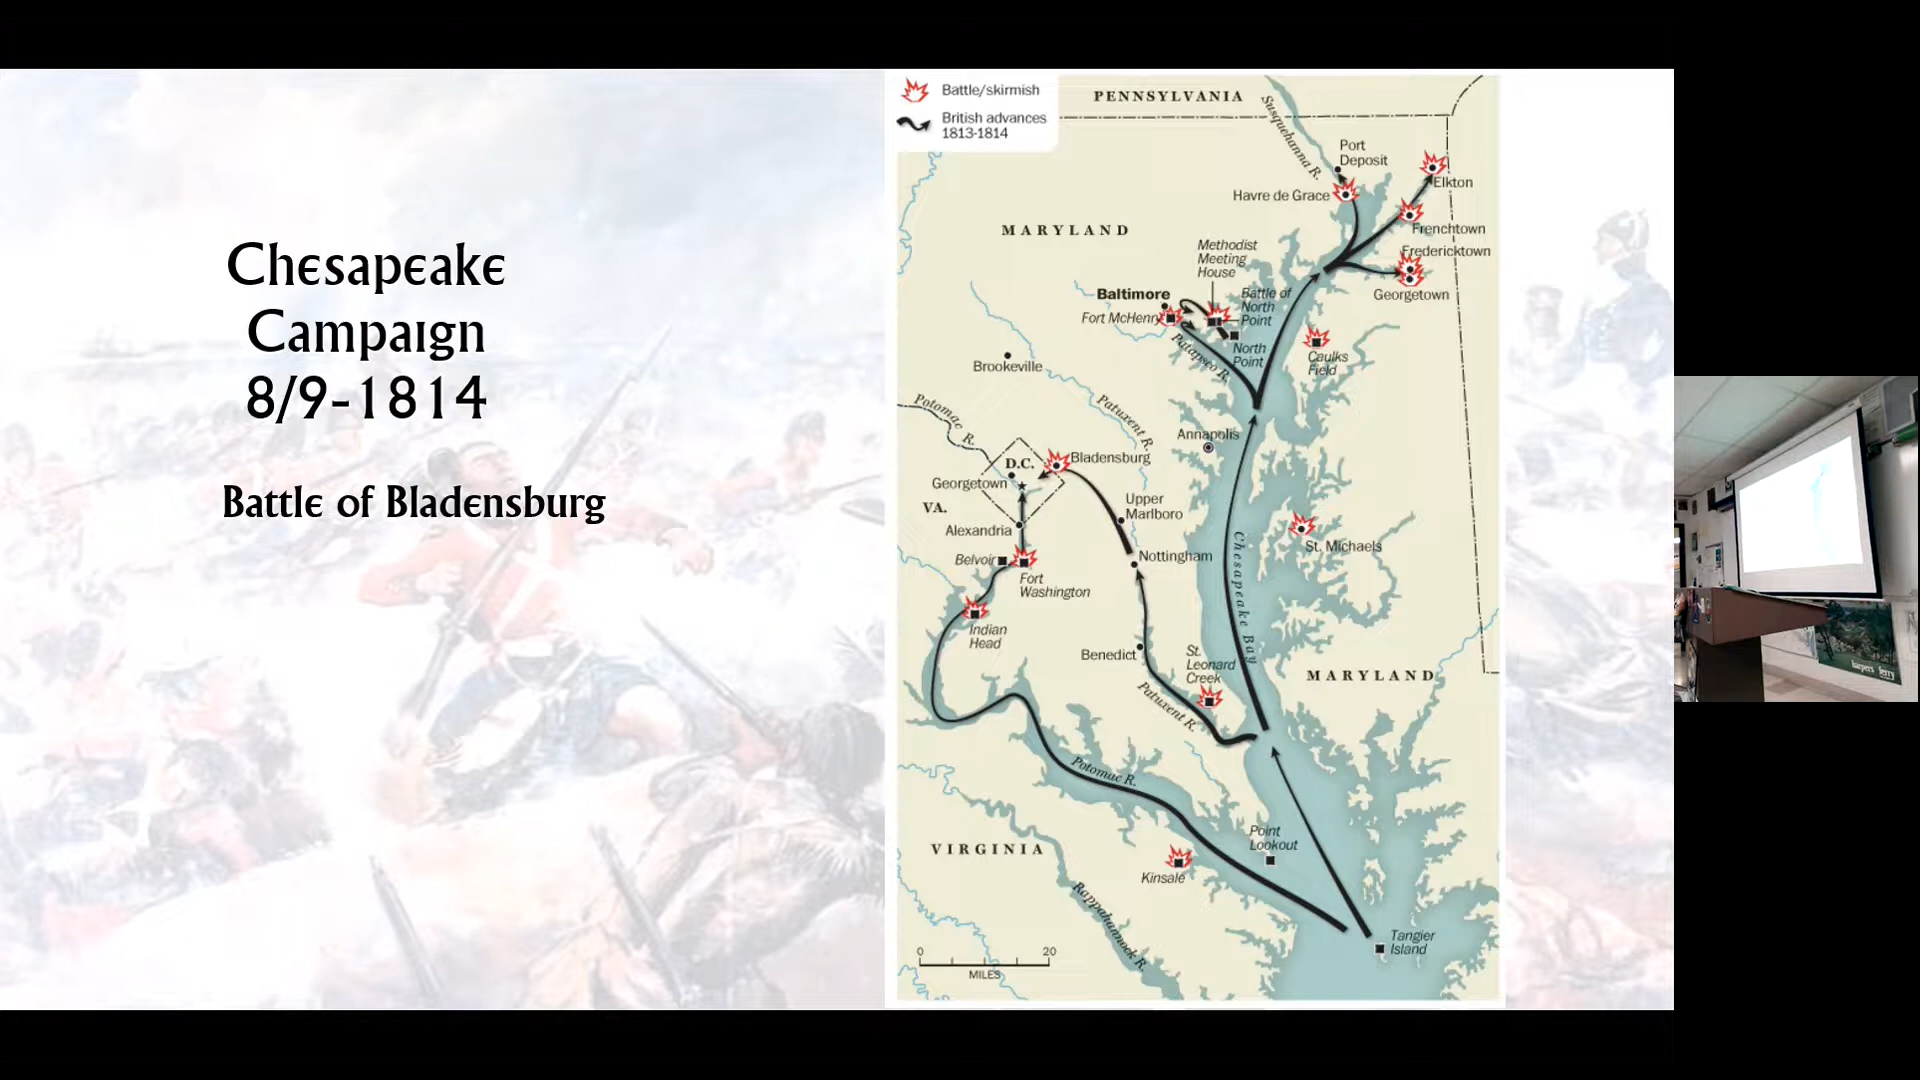 Chesapeake
Campaign
8/9-1814
Battle of Bladensburg
Battle/skirmish
British advances
1813-1814
PENNSYLVANIA
Susquehanna R.
Port
Deposit
Elkton
Havre de Grace
Frenchtown
MARYLAND
Fredericktown
Methodist
Meeting
House
Georgetown
Baltimore
Battle of
North
Point
Fort McHenry
North
Point
Patapsco R.
Caulks
Field
Brookeville
Potomac R.
Patuxent R.
Annapolis
D.C.
Bladensburg
Georgetown
VA.
Upper
Marlboro
Alexandria
Chesapeake Bay
St. Michaels
Belvoir
Nottingham
Fort
Washington
Indian
Head
Benedict
St.
Leonard
Creek
MARYLAND
Patuxent R.
Potomac R.
Point
Lookout
VIRGINIA
Kinsale
Rappahannock R.
Tangier
Island
0 20
MILES
harpers ferry